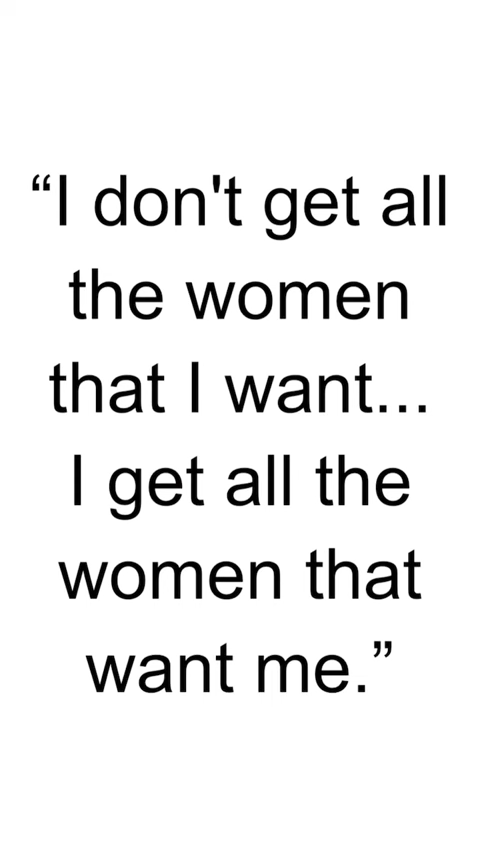 “I don't get all
the women
that I want...
I get all the
women that
want me.”